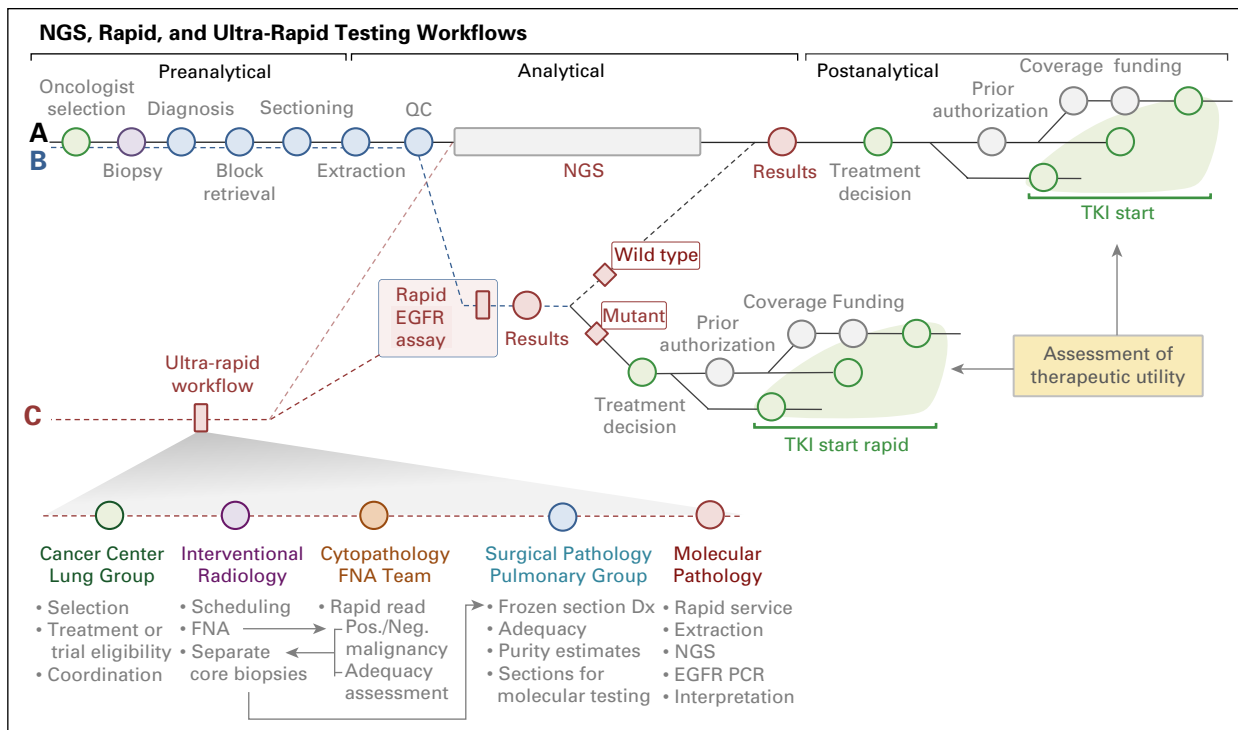 NGS, Rapid, and Ultra-Rapid Testing Workflows
Preanalytical
Analytical
Postanalytical
Oncologist
selection
Diagnosis
Sectioning
QC
Prior
authorization
Coverage funding
A
B
Biopsy
Block
retrieval
Extraction
NGS
Results
Treatment
decision
TKI start
Wild type
Rapid
EGFR
assay
Results
Mutant
Prior
authorization
Coverage Funding
Treatment
decision
TKI start rapid
Assessment of
therapeutic utility
Ultra-rapid
workflow
C
Cancer Center
Lung Group
• Selection
• Treatment or
trial eligibility
• Coordination
Interventional
Radiology
• Scheduling
• FNA
• Separate
core biopsies
Cytopathology
FNA Team
• Rapid read
Pos./Neg.
malignancy
Adequacy
assessment
Surgical Pathology
Pulmonary Group
• Frozen section Dx
• Adequacy
• Purity estimates
• Sections for
molecular testing
Molecular
Pathology
• Rapid service
• Extraction
• NGS
• EGFR PCR
• Interpretation